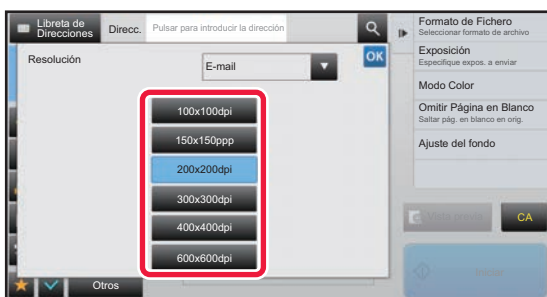 Libreta de
Direcciones
Direcc.
Pulsar para introducir la dirección
Resolución
E-mail
OK
100x100dpi
150x150ppp
200x200dpi
300x300dpi
400x400dpi
600x600dpi
Otros
Formato de Fichero
Seleccionar formato de archivo
Exposición
Especifique expos. a enviar
Modo Color
Omitir Página en Blanco
Saltar pág. en blanco en orig.
Ajuste del fondo
CA